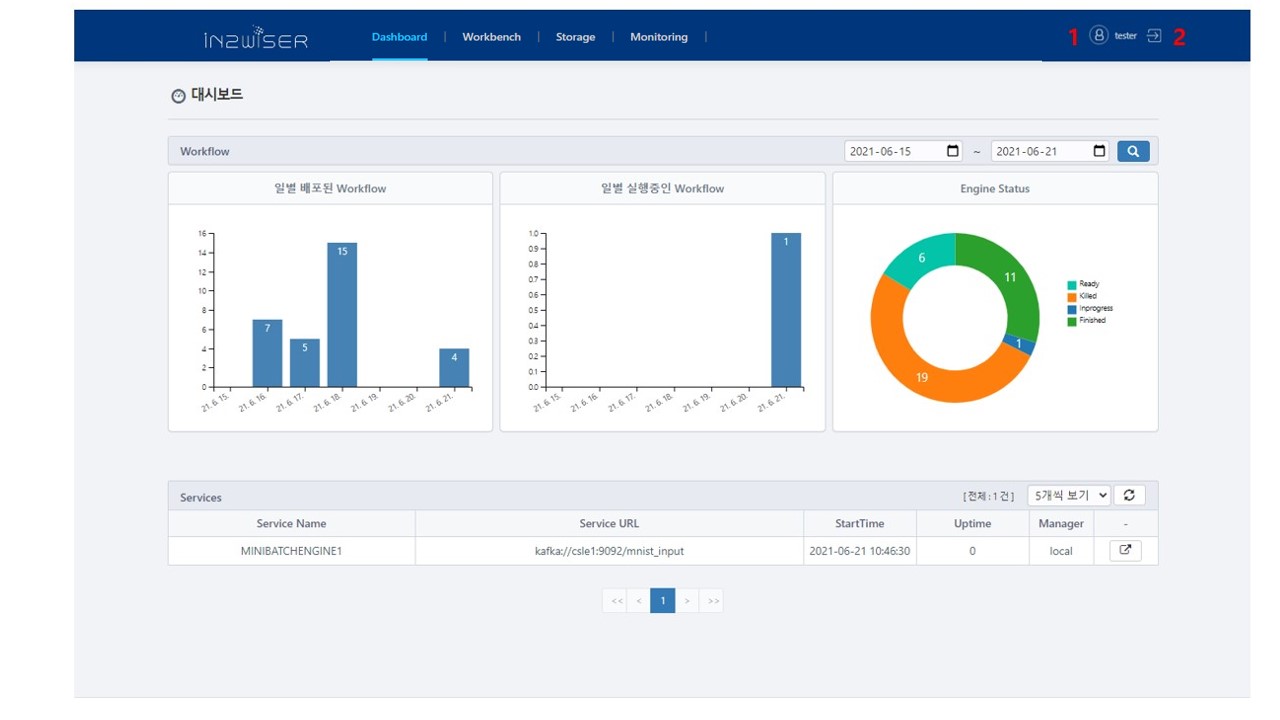 IN2WISER Dashboard | Workbench | Storage | Monitoring | 1 tester 2
대시보드
Workflow 2021-06-15 ~ 2021-06-21
일별 배포된 Workflow
16
14
12
10
8
6
4
2
0
7
5
15
4
21. 6. 15.
21. 6. 16.
21. 6. 17.
21. 6. 18.
21. 6. 19.
21. 6. 20.
21. 6. 21.
일별 실행중인 Workflow
1.0
0.9
0.8
0.7
0.6
0.5
0.4
0.3
0.2
0.1
0.0
1
21. 6. 15.
21. 6. 16.
21. 6. 17.
21. 6. 18.
21. 6. 19.
21. 6. 20.
21. 6. 21.
Engine Status
6
11
1
19
Ready
Killed
Inprogress
Finished
Services [전체 : 1 건] 5개씩 보기
Service Name Service URL StartTime Uptime Manager -
MINIBATCHENGINE1 kafka://csle1:9092/mnist_input 2021-06-21 10:46:30 0 local
<< < 1 > >>